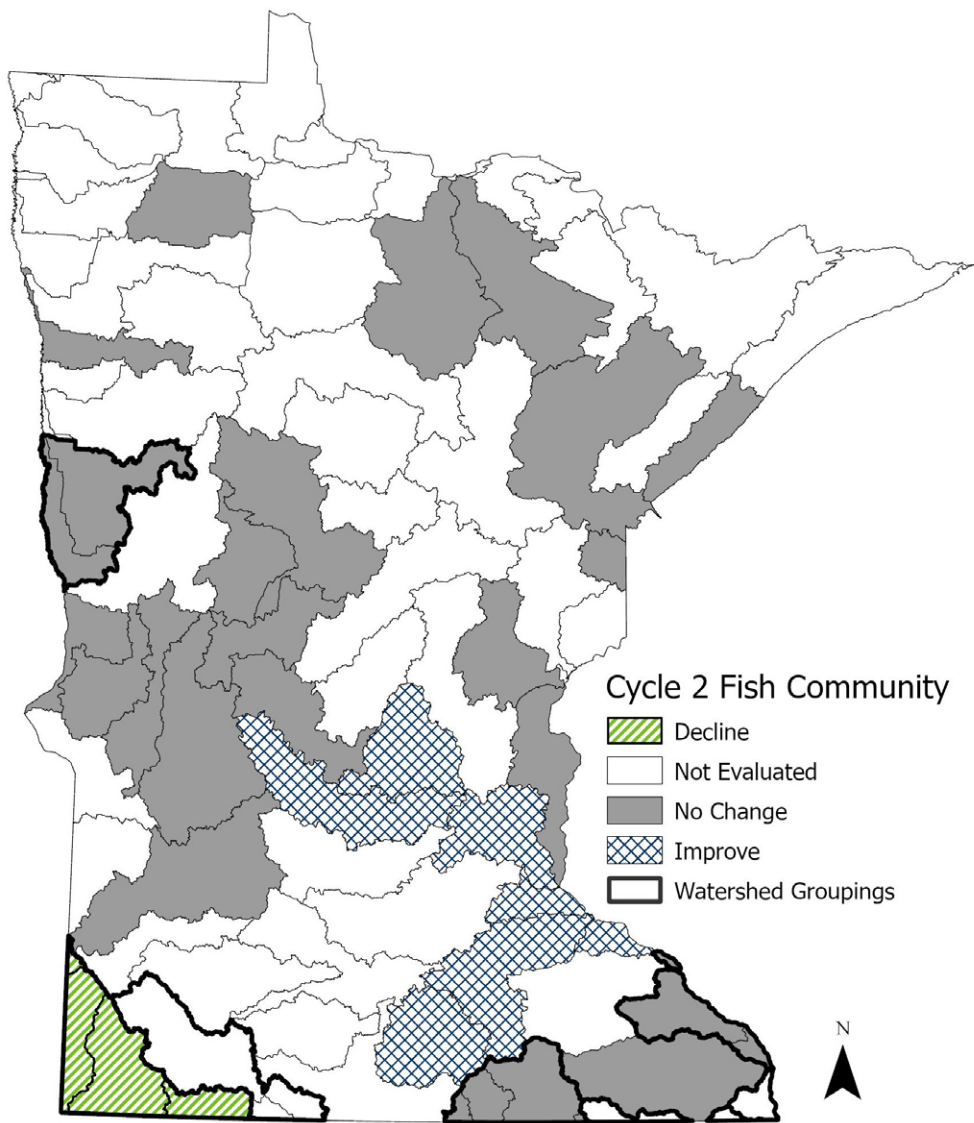 Cycle 2 Fish Community
Decline
Not Evaluated
No Change
Improve
Watershed Groupings
N